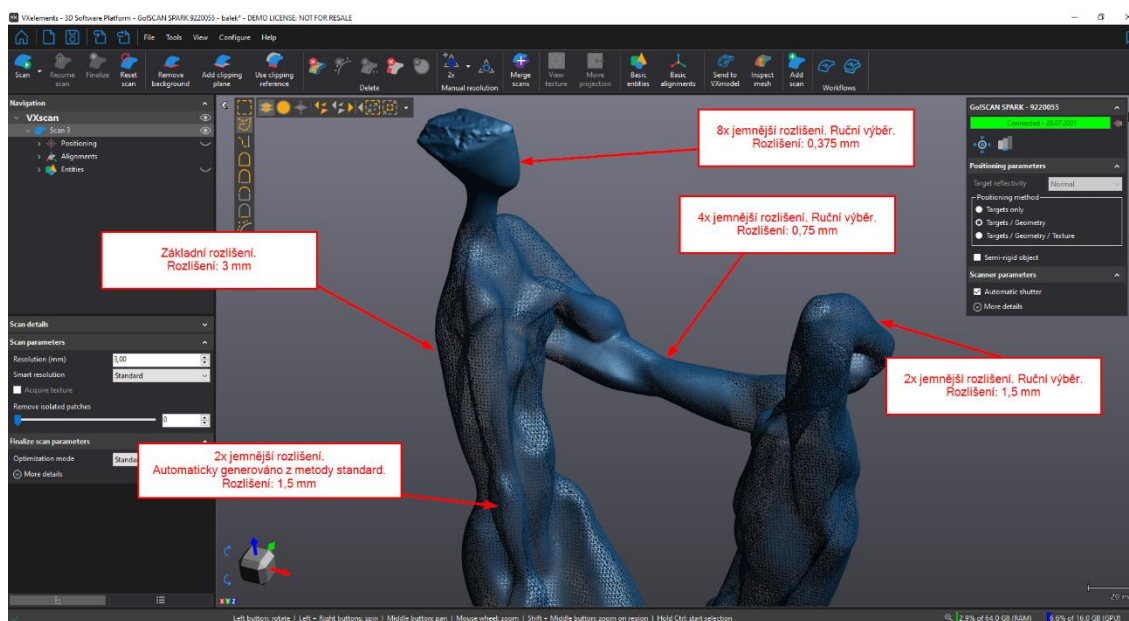 VXelements - 3D Software Platform - Go!SCAN SPARK 9220055 - balek* - DEMO LICENSE: NOT FOR RESALE
File Tools View Configure Help
Scan
Resume scan
Finalize
Reset scan
Remove background
Add clipping plane
Use clipping reference
Delete
2x
Manual resolution
Merge scans
View texture
Move projection
Basic entities
Basic alignments
Send to VXmodel
Inspect mesh
Add scan
Workflows
Navigation
VXscan
Scan 3
Positioning
Alignments
Entities
Scan details
Scan parameters
Resolution (mm) 3,00
Smart resolution Standard
Acquire texture
Remove isolated patches
0
Finalize scan parameters
Optimization mode
More details
8x jemnější rozlišení. Ruční výběr.
Rozlišení: 0,375 mm
4x jemnější rozlišení. Ruční výběr.
Rozlišení: 0,75 mm
Základní rozlišení.
Rozlišení: 3 mm
2x jemnější rozlišení. Ruční výběr.
Rozlišení: 1,5 mm
2x jemnější rozlišení.
Automaticky generováno z metody standard.
Rozlišení: 1,5 mm
Go!SCAN SPARK - 9220055
Connected - 20.07.2021
Positioning parameters
Target reflectivity Normal
Positioning method
Targets only
Targets / Geometry
Targets / Geometry / Texture
Semi-rigid object
Scanner parameters
Automatic shutter
More details
X Y Z
20 m
Left button: rotate | Left + Right buttons: spin | Middle button: pan | Mouse wheel: zoom | Shift + Middle button: zoom on region | Hold Ctrl: start selection
2.9% of 64.0 GB (RAM)
6.6% of 16.0 GB (GPU)